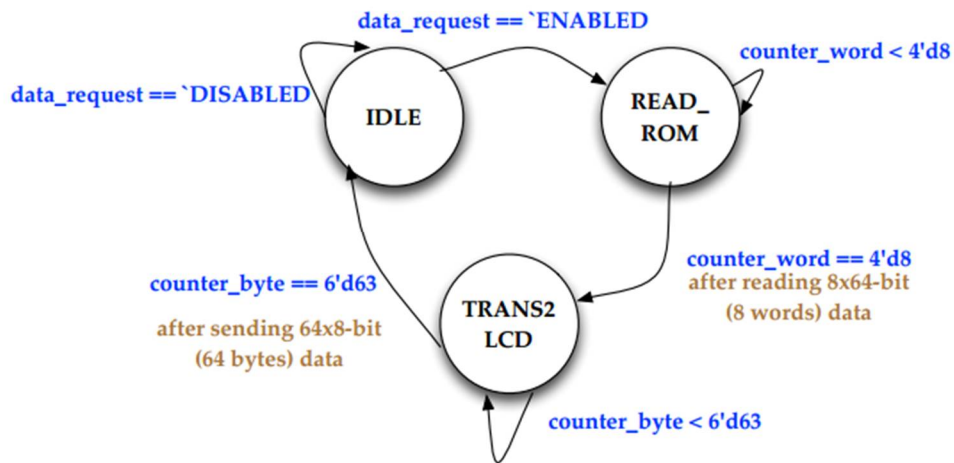 data_request == `ENABLED
counter_word < 4'd8
data_request == `DISABLED
IDLE
READ_
ROM
counter_byte == 6'd63
after sending 64x8-bit
(64 bytes) data
counter_word == 4'd8
after reading 8x64-bit
(8 words) data
TRANS2
LCD
counter_byte < 6'd63